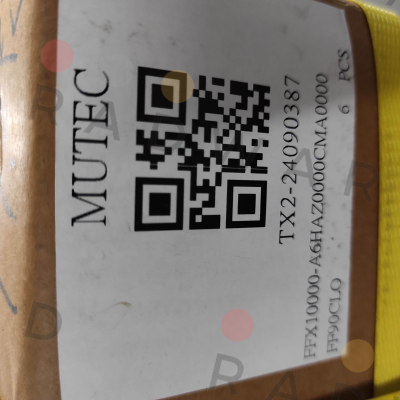 MUTEC
TX2-24090387
FFX10000-A6HAZ0000CMA0000
FF90CLO
6 PCS